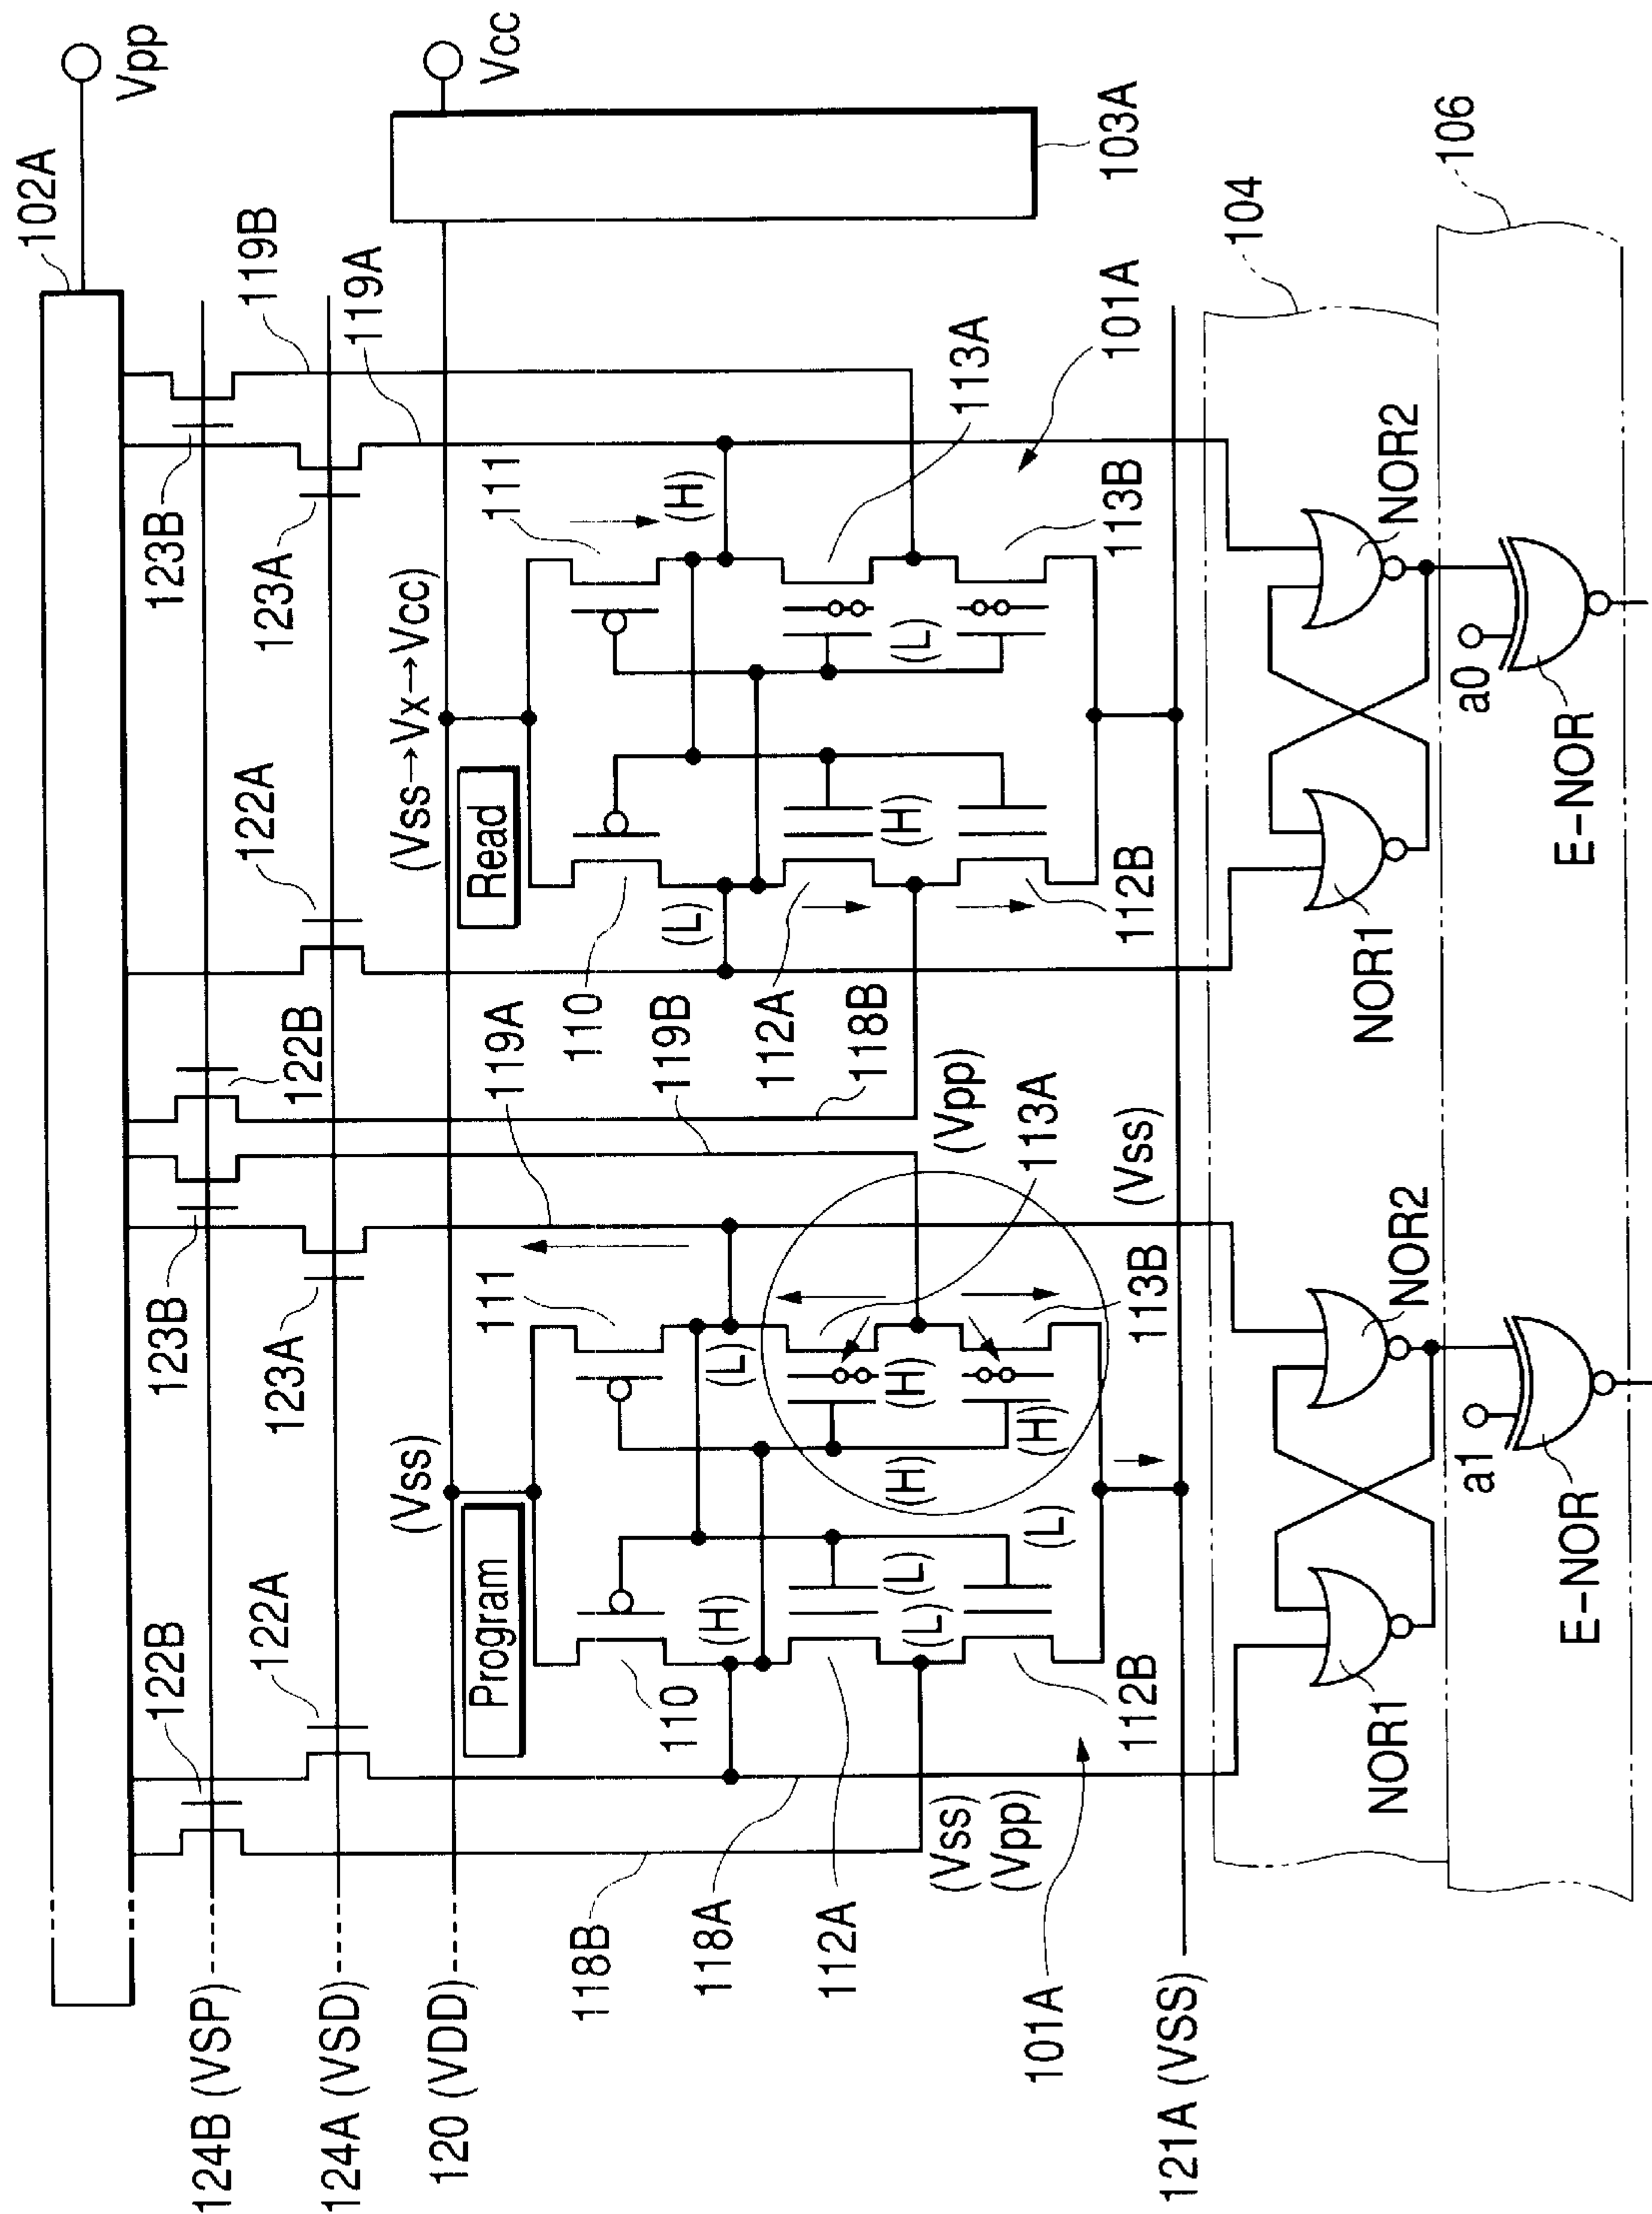 102A
Vpp
124B (VSP)
122B
123B
122B
123B
119B
124A (VSD)
122A
123A
122A
123A
119A
120 (VDD)
(Vss)
(Vss→Vx→Vcc)
Vcc
Program
Read
103A
118B
110
111
119A
110
111
118A
(H)
(L)
119B
(L)
(H)
112A
(L)
(H)
(H)
112A
(H)
(L)
113A
(Vss)
(L)
(Vpp)
118B
(Vpp)
(L)
(H)
113A
101A
112B
113B
(Vss)
112B
113B
101A
121A (VSS)
104
NOR1
NOR2
NOR1
NOR2
106
a1
a0
E-NOR
E-NOR